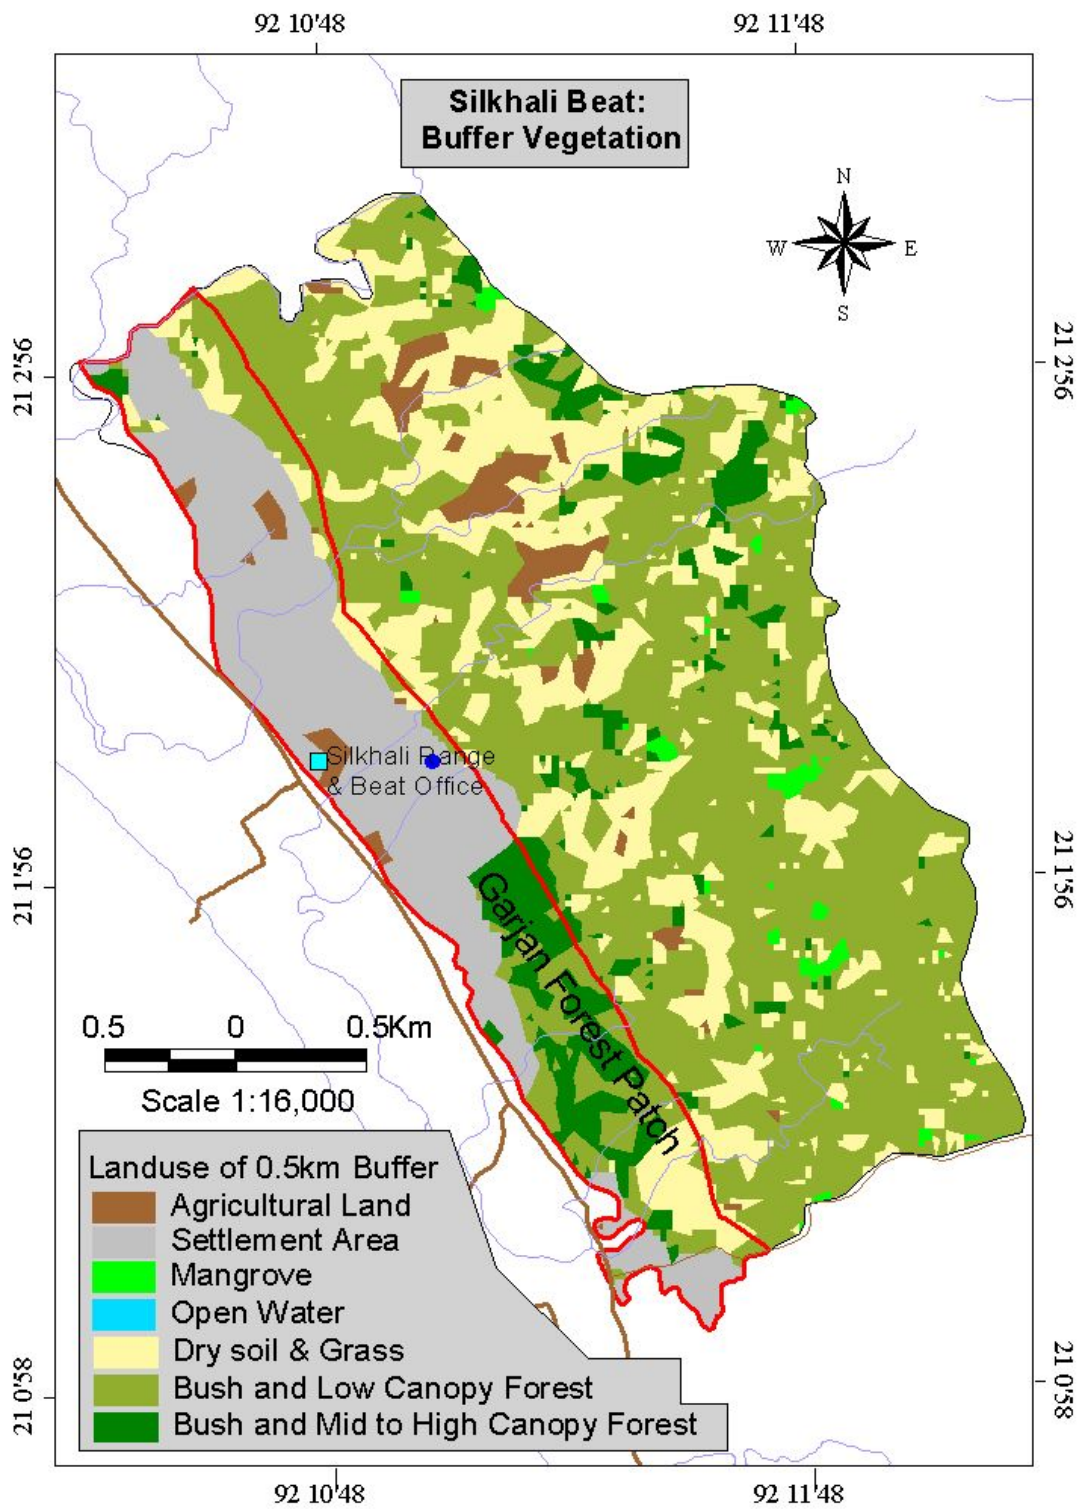 92 10'48
92 11'48
Silkhali Beat:
Buffer Vegetation
N
W
E
S
21 2'56
21 2'56
Silkhali Range
& Beat Office
21 1'56
21 1'56
Garjan Forest Patch
0.5 0 0.5Km
Scale 1:16,000
Landuse of 0.5km Buffer
Agricultural Land
Settlement Area
Mangrove
Open Water
Dry soil & Grass
Bush and Low Canopy Forest
Bush and Mid to High Canopy Forest
21 0'58
21 0'58
92 10'48
92 11'48